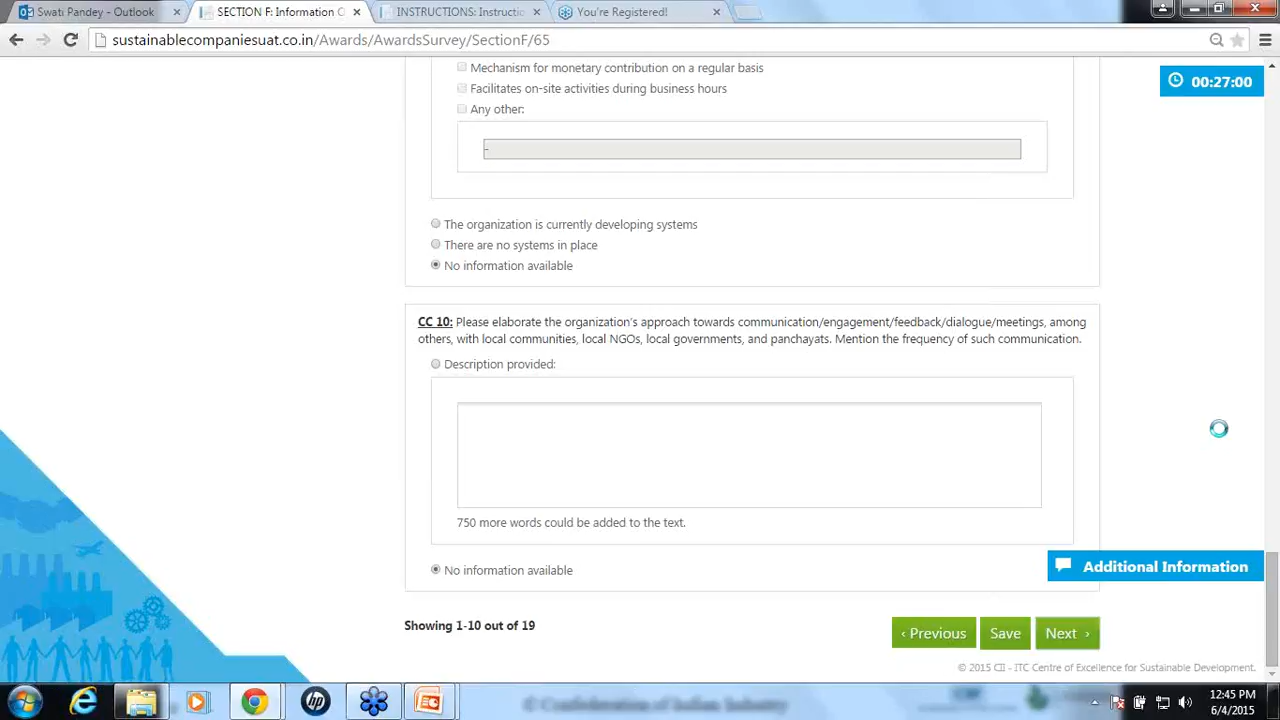 Swati Pandey - Outlook
SECTION F: Information C
INSTRUCTIONS: Instructic
You're Registered!
sustainablecompaniesuat.co.in/Awards/AwardsSurvey/SectionF/65
Mechanism for monetary contribution on a regular basis
00:27:00
Facilitates on-site activities during business hours
Any other:
-
The organization is currently developing systems
There are no systems in place
No information available
CC 10: Please elaborate the organization's approach towards communication/engagement/feedback/dialogue/meetings, among
others, with local communities, local NGOs, local governments, and panchayats. Mention the frequency of such communication.
Description provided:
750 more words could be added to the text.
Additional Information
No information available
Showing 1-10 out of 19
‹ Previous
Save
Next ›
© 2015 CII - ITC Centre of Excellence for Sustainable Development.
12:45 PM
6/4/2015